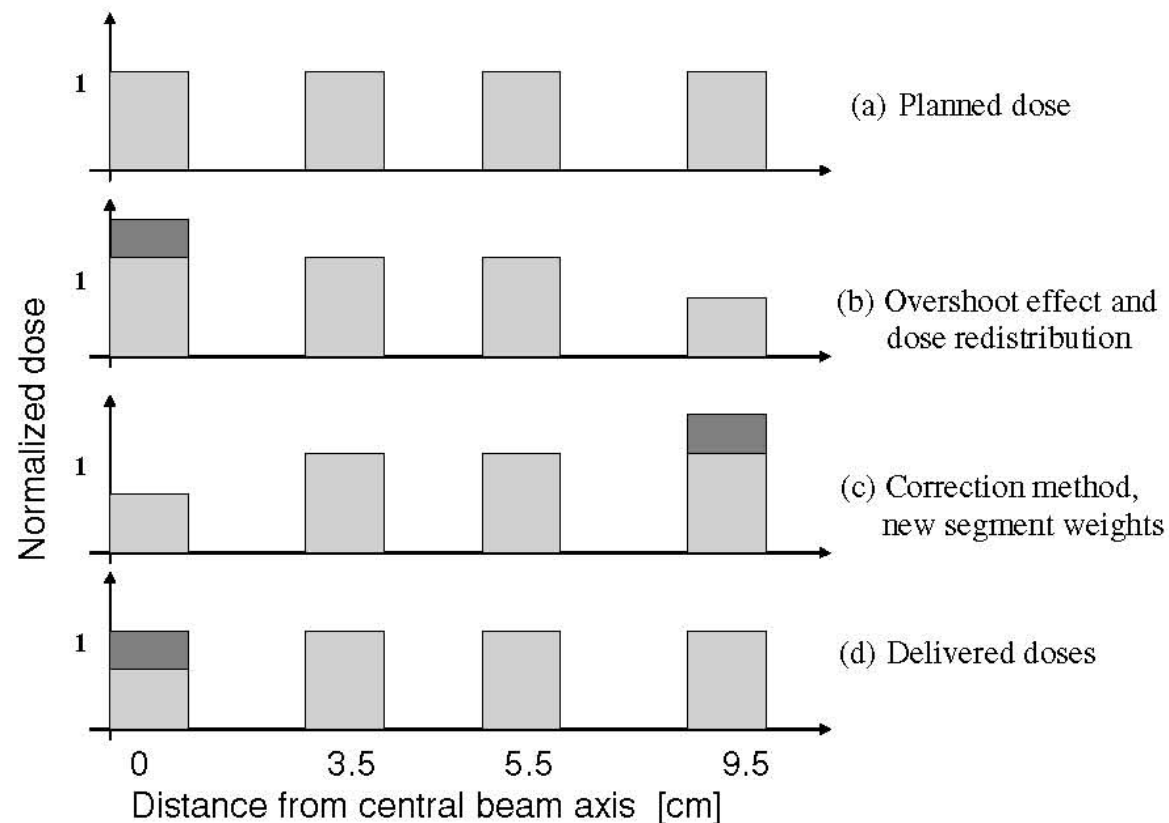 1
(a) Planned dose
1
(b) Overshoot effect and
dose redistribution
Normalized dose
1
(c) Correction method,
new segment weights
1
(d) Delivered doses
0 3.5 5.5 9.5
Distance from central beam axis [cm]